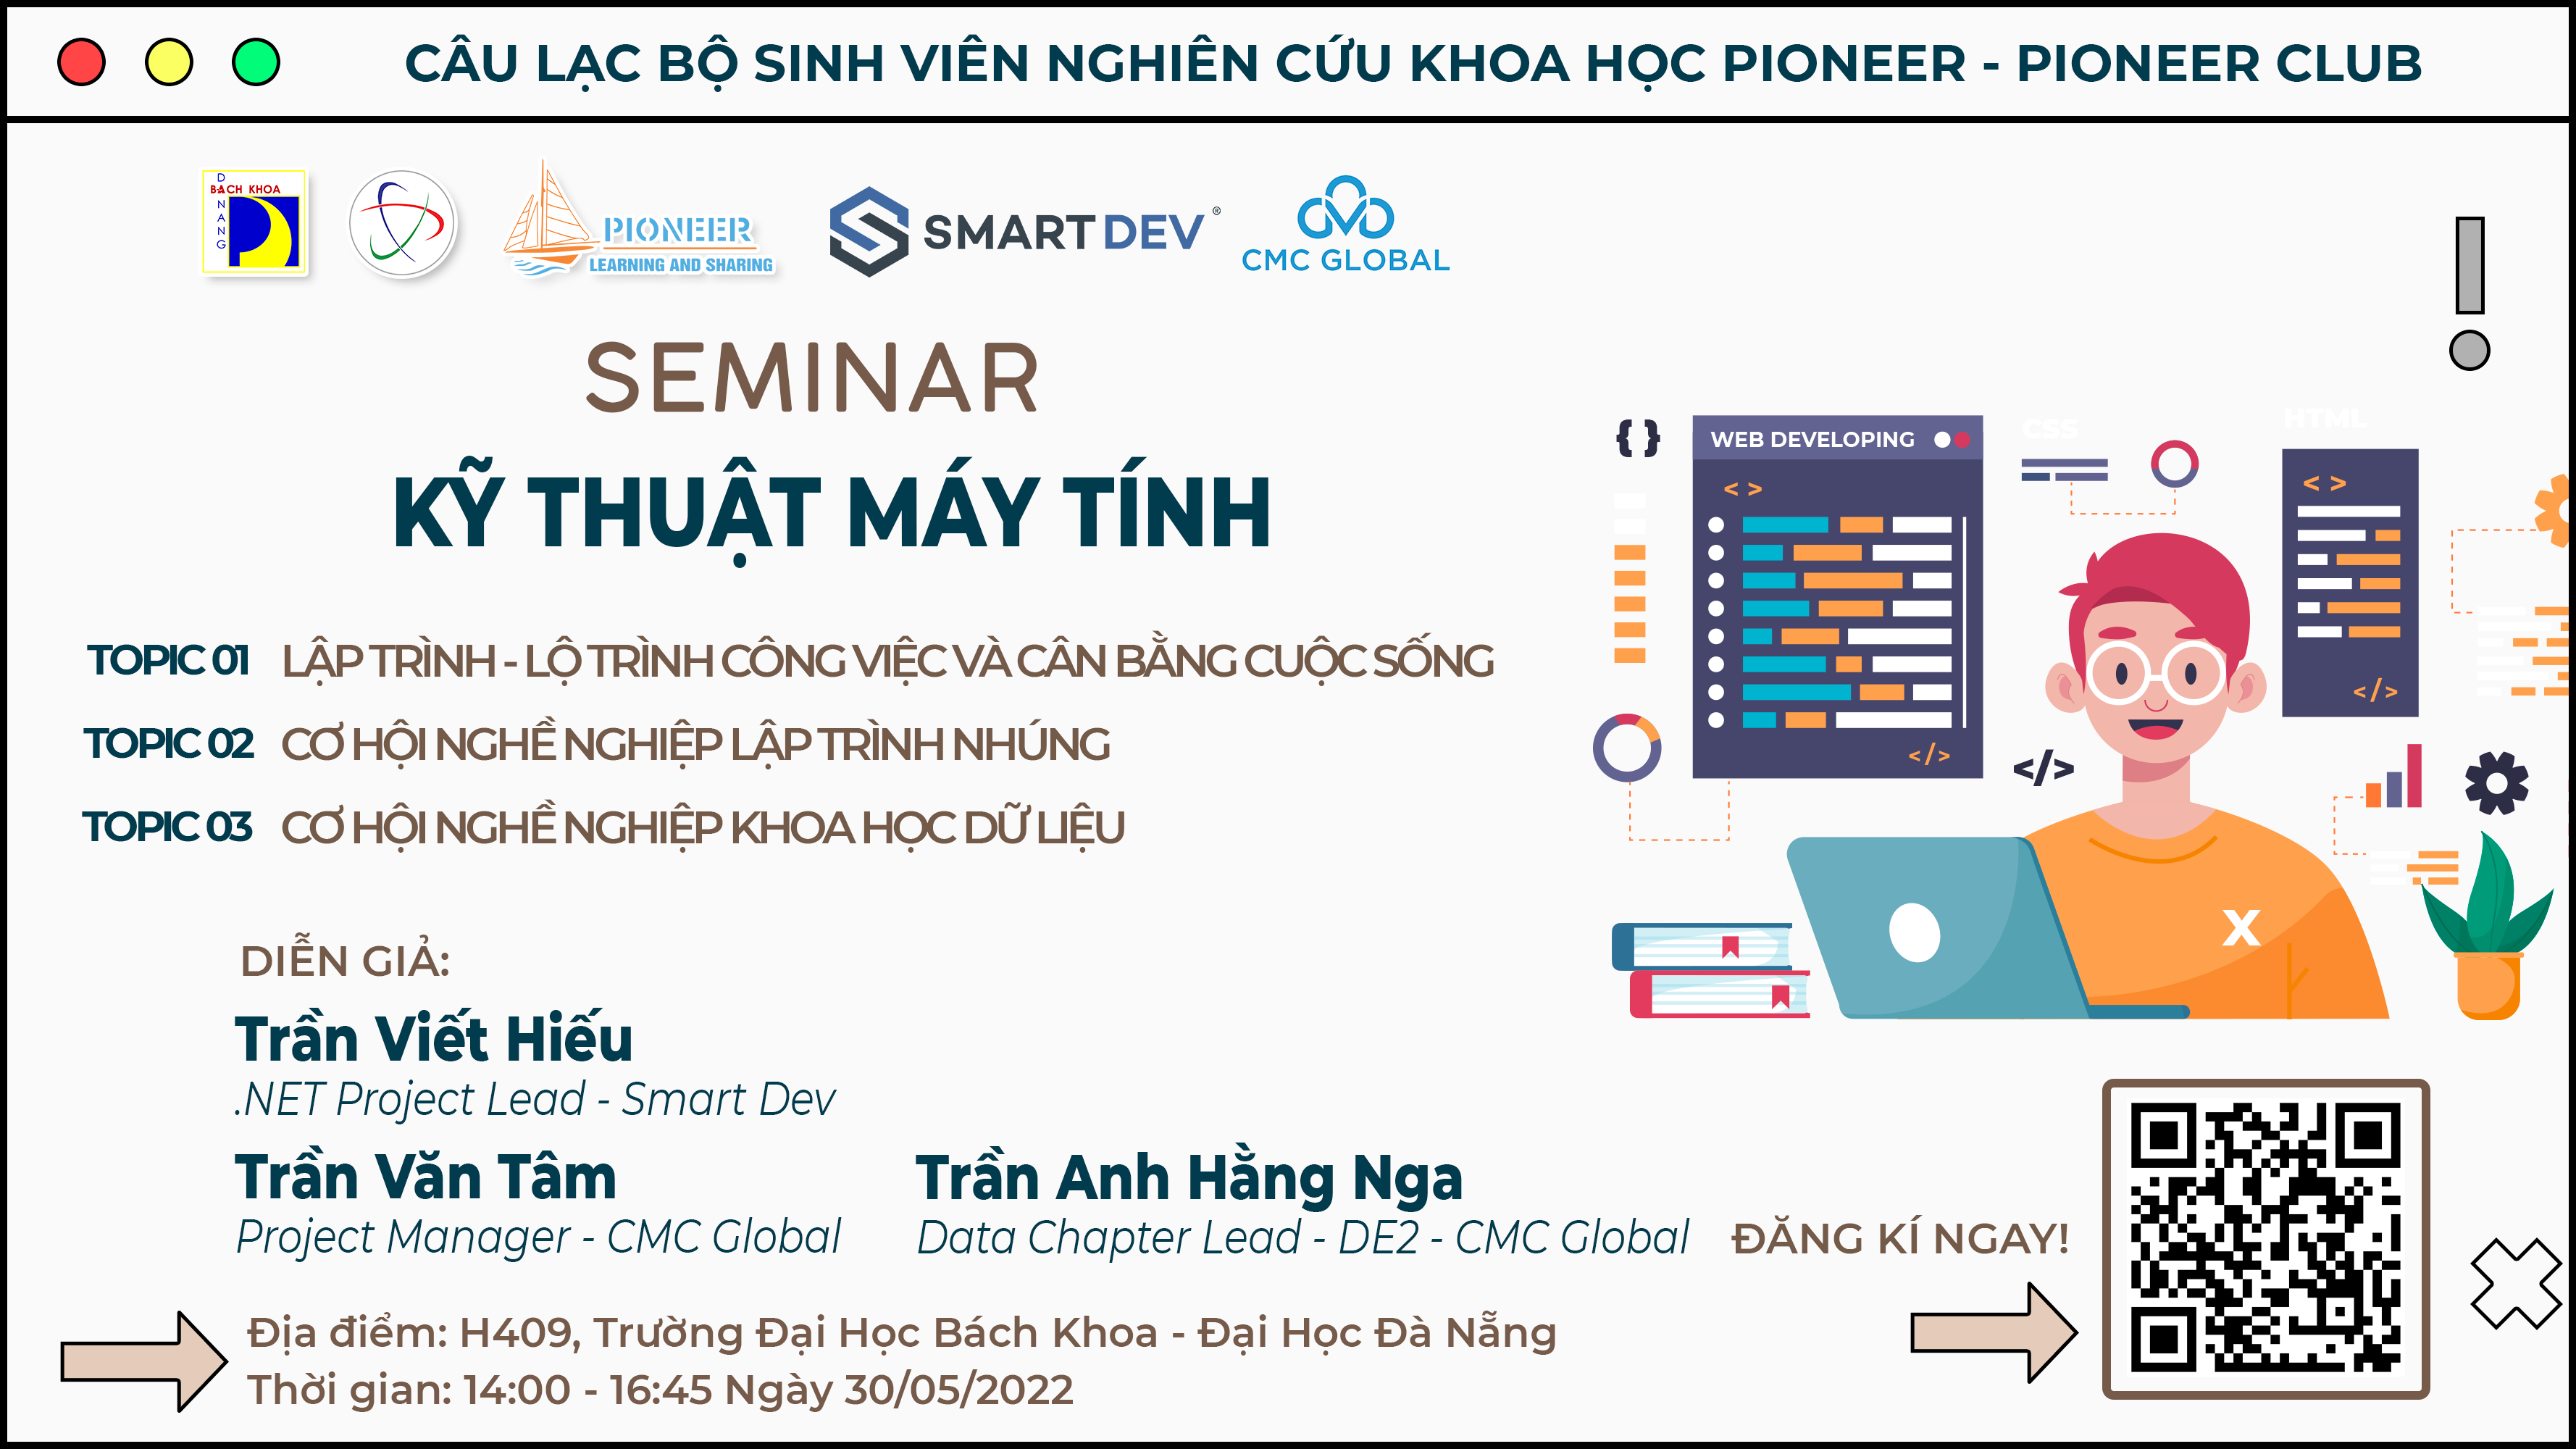 CÂU LẠC BỘ SINH VIÊN NGHIÊN CỨU KHOA HỌC PIONEER - PIONEER CLUB
DANANG
BACH KHOA
PIONEER
LEARNING AND SHARING
SMART DEV ®
CMC GLOBAL
SEMINAR
KỸ THUẬT MÁY TÍNH
TOPIC 01 LẬP TRÌNH - LỘ TRÌNH CÔNG VIỆC VÀ CÂN BẰNG CUỘC SỐNG
TOPIC 02 CƠ HỘI NGHỀ NGHIỆP LẬP TRÌNH NHÚNG
TOPIC 03 CƠ HỘI NGHỀ NGHIỆP KHOA HỌC DỮ LIỆU
{ }
WEB DEVELOPING
< >
</>
CSS
HTML
< >
</>
</>
X
DIỄN GIẢ:
Trần Viết Hiếu
.NET Project Lead - Smart Dev
Trần Văn Tâm
Project Manager - CMC Global
Trần Anh Hằng Nga
Data Chapter Lead - DE2 - CMC Global
ĐĂNG KÍ NGAY!
Địa điểm: H409, Trường Đại Học Bách Khoa - Đại Học Đà Nẵng
Thời gian: 14:00 - 16:45 Ngày 30/05/2022